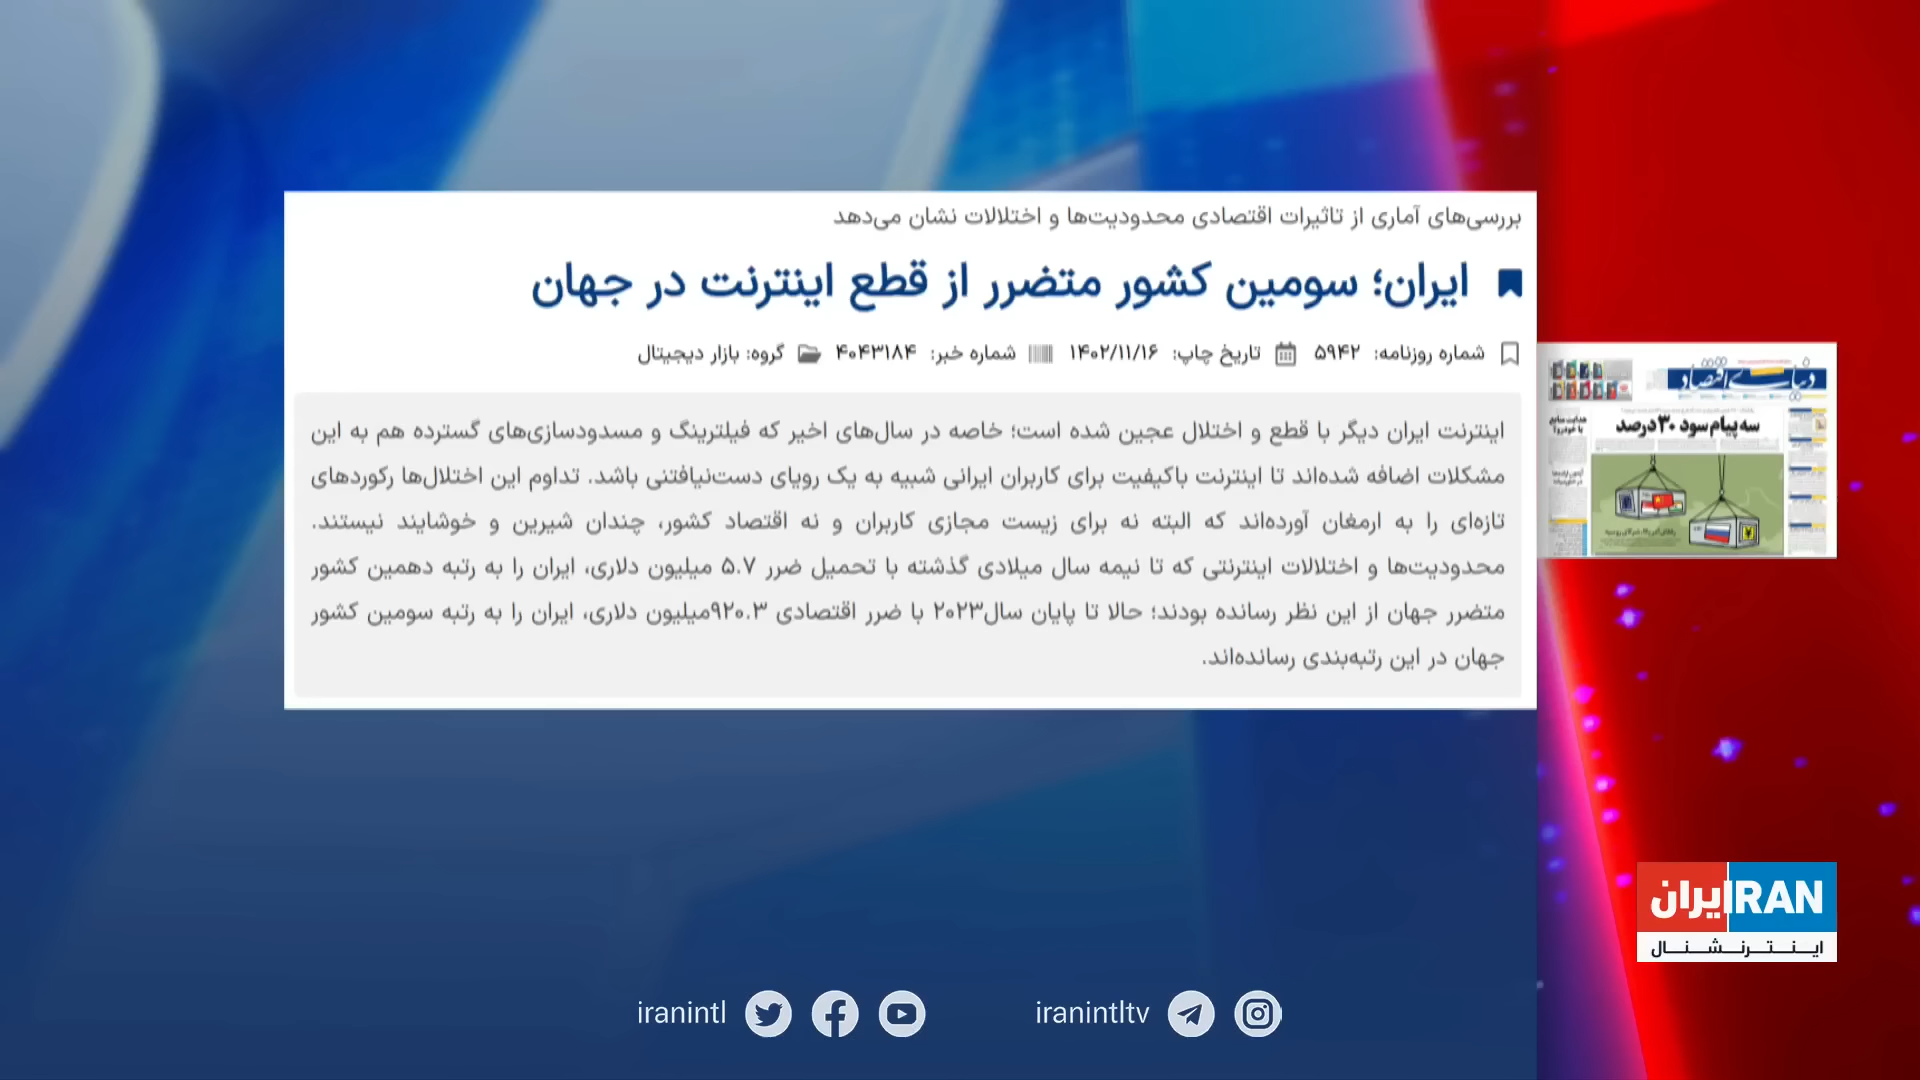 بررسی‌های آماری از تاثیرات اقتصادی محدودیت‌ها و اختلالات نشان می‌دهد
ایران؛ سومین کشور متضرر از قطع اینترنت در جهان
شماره روزنامه: ۵۹۴۲ تاریخ چاپ: ۱۴۰۲/۱۱/۱۶ شماره خبر: ۴۰۴۳۱۸۴ گروه: بازار دیجیتال
اینترنت ایران دیگر با قطع و اختلال عجین شده است؛ خاصه در سال‌های اخیر که فیلترینگ و مسدودسازی‌های گسترده هم به این
مشکلات اضافه شده‌اند تا اینترنت باکیفیت برای کاربران ایرانی شبیه به یک رویای دست‌نیافتنی باشد. تداوم این اختلال‌ها رکوردهای
تازه‌ای را به ارمغان آورده‌اند که البته نه برای زیست مجازی کاربران و نه اقتصاد کشور، چندان شیرین و خوشایند نیستند.
محدودیت‌ها و اختلالات اینترنتی که تا نیمه سال میلادی گذشته با تحمیل ضرر ۵.۷ میلیون دلاری، ایران را به رتبه دهمین کشور
متضرر جهان از این نظر رسانده بودند؛ حالا تا پایان سال۲۰۲۳ با ضرر اقتصادی ۹۲۰.۳میلیون دلاری، ایران را به رتبه سومین کشور
جهان در این رتبه‌بندی رسانده‌اند.
دنیای اقتصاد
سه پیام سود ۳۰ درصد
ایران IRAN
اینترنشنال
iranintl
iranintltv